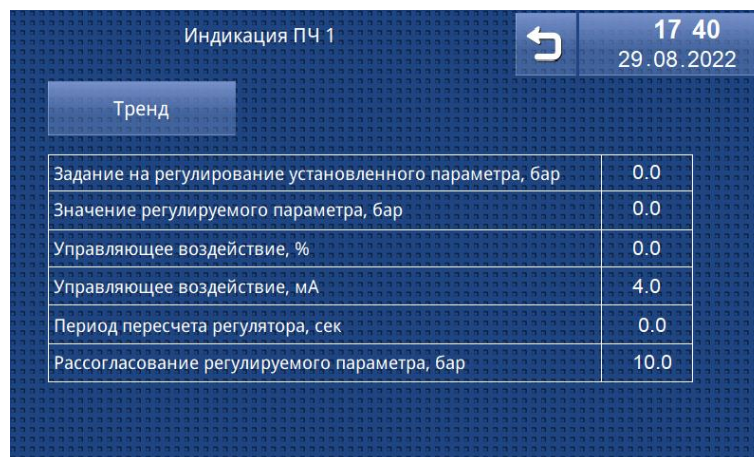 Индикация ПЧ 1
17 40
29.08.2022
Тренд
Задание на регулирование установленного параметра, бар 0.0
Значение регулируемого параметра, бар 0.0
Управляющее воздействие, % 0.0
Управляющее воздействие, мА 4.0
Период пересчета регулятора, сек 0.0
Рассогласование регулируемого параметра, бар 10.0